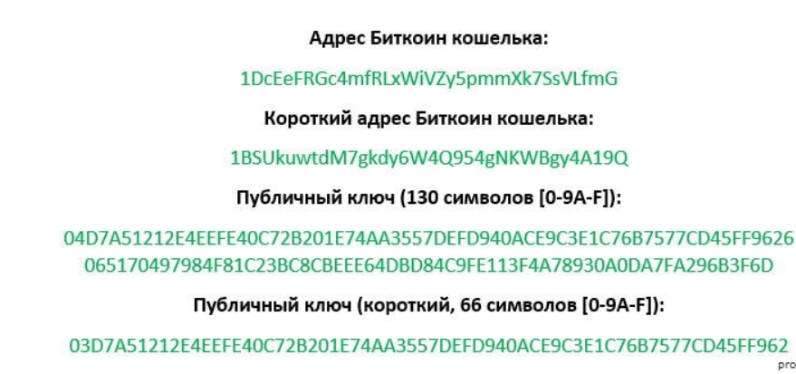 Адрес Биткоин кошелька:
1DcEeFRGc4mfRLxWiVZy5pmmXk7SsVLfmG
Короткий адрес Биткоин кошелька:
1BSUkuwtdM7gkdy6W4Q954gNKWBgy4A19Q
Публичный ключ (130 символов [0-9A-F]):
04D7A51212E4EEFE40C72B201E74AA3557DEFD940ACE9C3E1C76B7577CD45FF9626
065170497984F81C23BC8CBEEE64DBD84C9FE113F4A78930A0DA7FA296B3F6D
Публичный ключ (короткий, 66 символов [0-9A-F]):
03D7A51212E4EEFE40C72B201E74AA3557DEFD940ACE9C3E1C76B7577CD45FF962
pro